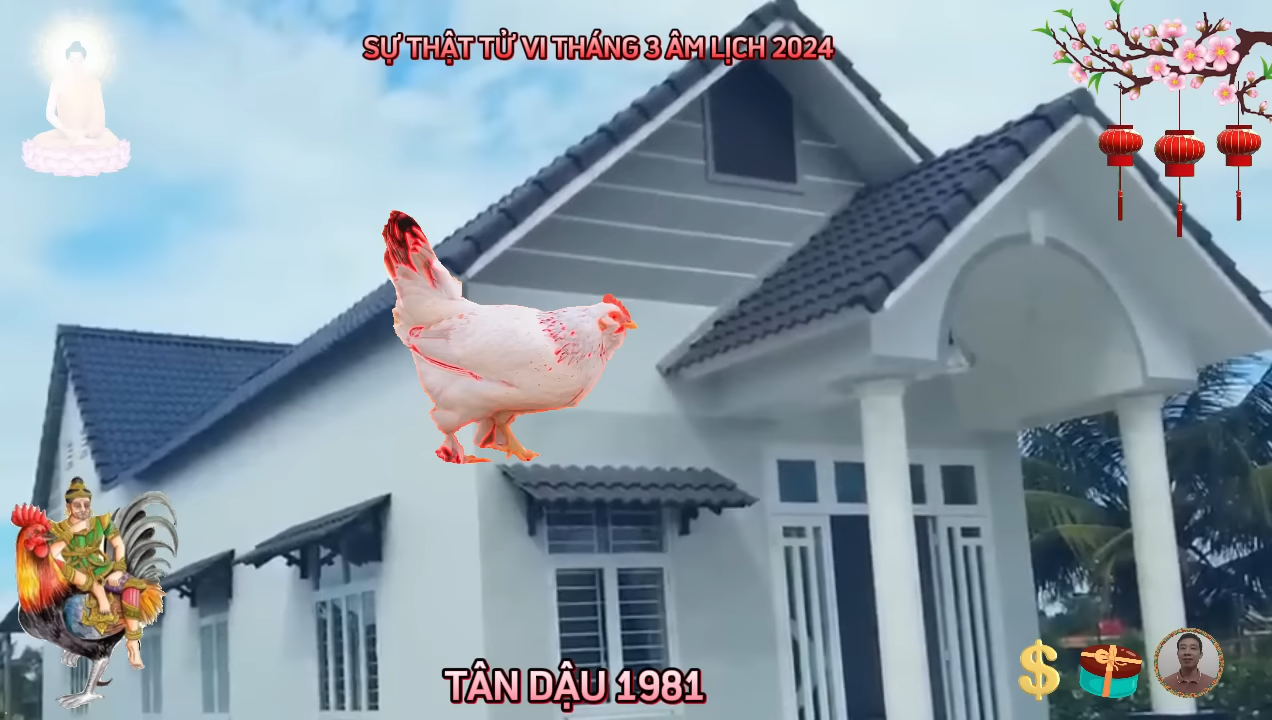 SỰ THẬT TỬ VI THÁNG 3 ÂM LỊCH 2024
TÂN DẬU 1981